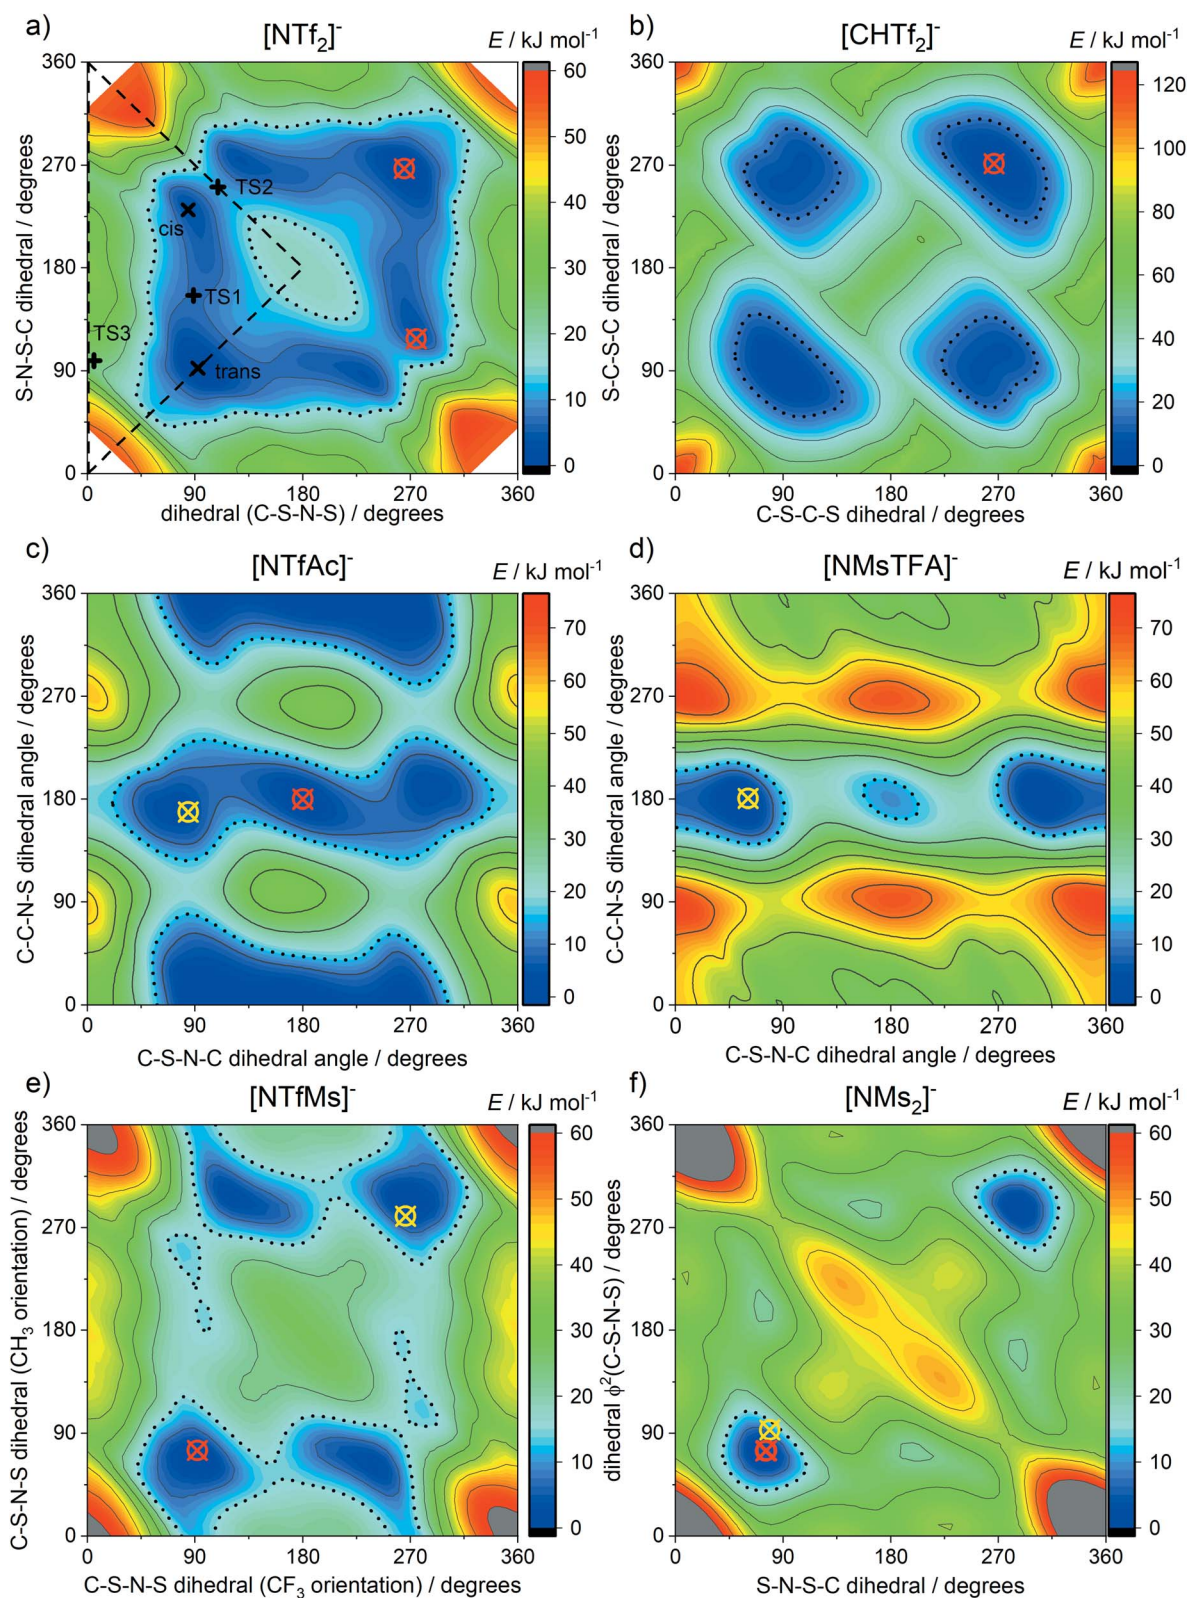 a)
[NTf₂]⁻
E / kJ mol⁻¹
S-N-S-C dihedral / degrees
360
270
180
90
0
TS2
cis
TS1
TS3
trans
0 90 180 270 360
dihedral (C-S-N-S) / degrees
60
50
40
30
20
10
0
b)
[CHTf₂]⁻
E / kJ mol⁻¹
S-C-S-C dihedral / degrees
360
270
180
90
0
0 90 180 270 360
C-S-C-S dihedral / degrees
120
100
80
60
40
20
0
c)
[NTfAc]⁻
E / kJ mol⁻¹
C-C-N-S dihedral angle / degrees
360
270
180
90
0
0 90 180 270 360
C-S-N-C dihedral angle / degrees
70
60
50
40
30
20
10
0
d)
[NMsTFA]⁻
E / kJ mol⁻¹
C-C-N-S dihedral angle / degrees
360
270
180
90
0
0 90 180 270 360
C-S-N-C dihedral angle / degrees
70
60
50
40
30
20
10
0
e)
[NTfMs]⁻
E / kJ mol⁻¹
C-S-N-S dihedral (CH₃ orientation) / degrees
360
270
180
90
0
0 90 180 270 360
C-S-N-S dihedral (CF₃ orientation) / degrees
60
50
40
30
20
10
0
f)
[NMs₂]⁻
E / kJ mol⁻¹
dihedral ϕ²(C-S-N-S) / degrees
360
270
180
90
0
0 90 180 270 360
S-N-S-C dihedral / degrees
60
50
40
30
20
10
0